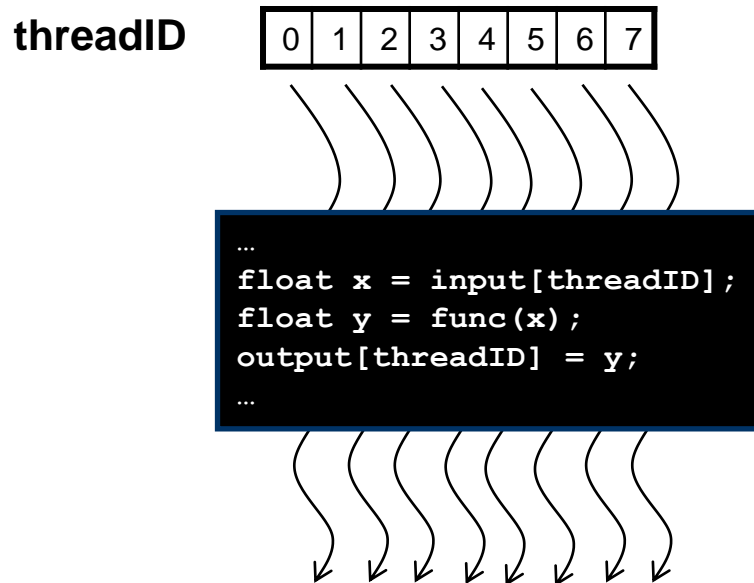 threadID 0 1 2 3 4 5 6 7
…
float x = input[threadID];
float y = func(x);
output[threadID] = y;
…